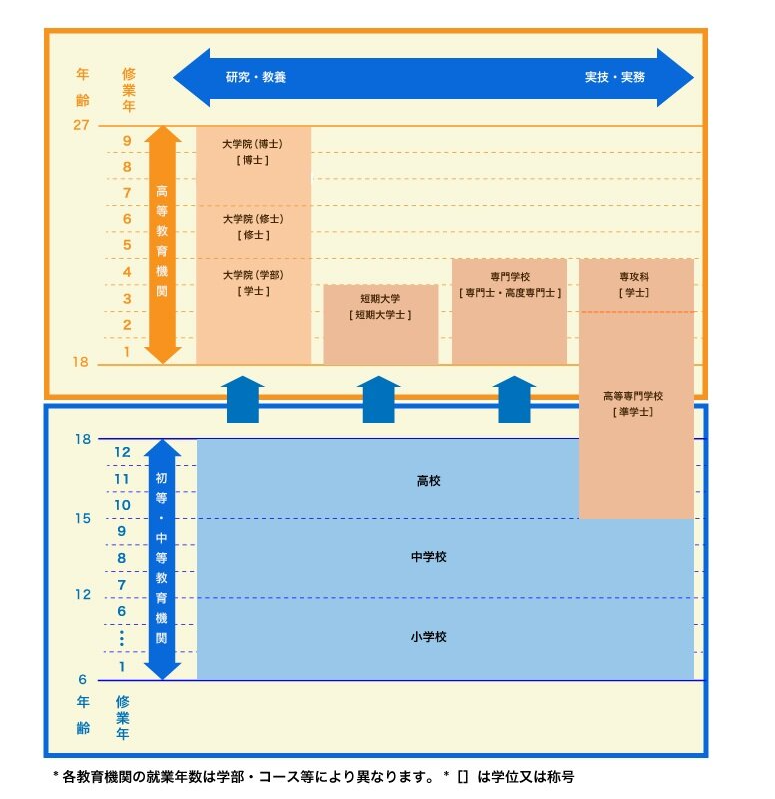 年齢
修業年
研究・教養
実技・実務
27
9
8
7
6
5
4
3
2
1
18
高等教育機関
大学院（博士）
[ 博士 ]
大学院（修士）
[ 修士 ]
大学院（学部）
[ 学士 ]
短期大学
[ 短期大学士 ]
専門学校
[ 専門士・高度専門士 ]
専攻科
[ 学士］
高等専門学校
[ 準学士］
18
12
11
10
15
9
8
7
12
6
⋮
1
6
初等・中等教育機関
高校
中学校
小学校
年齢
修業年
* 各教育機関の就業年数は学部・コース等により異なります。 *［］は学位又は称号